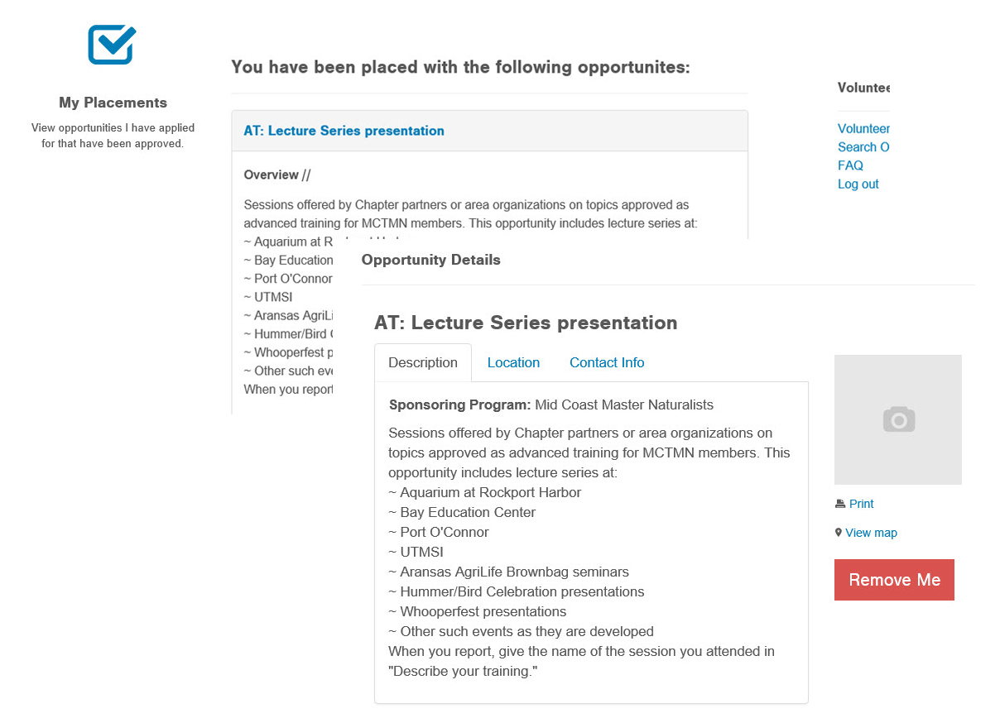 My Placements
View opportunities I have applied
for that have been approved.
You have been placed with the following opportunites:
AT: Lecture Series presentation
Overview //
Sessions offered by Chapter partners or area organizations on topics approved as
advanced training for MCTMN members. This opportunity includes lecture series at:
~ Aquarium at
~ Bay Education
~ Port O'Connor
~ UTMSI
~ Aransas
~ Hummer/Bird
~ Whooperfest
~ Other such
When you report
Volunteer
Search
FAQ
Log out
Opportunity Details
AT: Lecture Series presentation
Description Location Contact Info
Sponsoring Program: Mid Coast Master Naturalists
Sessions offered by Chapter partners or area organizations on
topics approved as advanced training for MCTMN members. This
opportunity includes lecture series at:
~ Aquarium at Rockport Harbor
~ Bay Education Center
~ Port O'Connor
~ UTMSI
~ Aransas AgriLife Brownbag seminars
~ Hummer/Bird Celebration presentations
~ Whooperfest presentations
~ Other such events as they are developed
When you report, give the name of the session you attended in
"Describe your training."
Print
View map
Remove Me